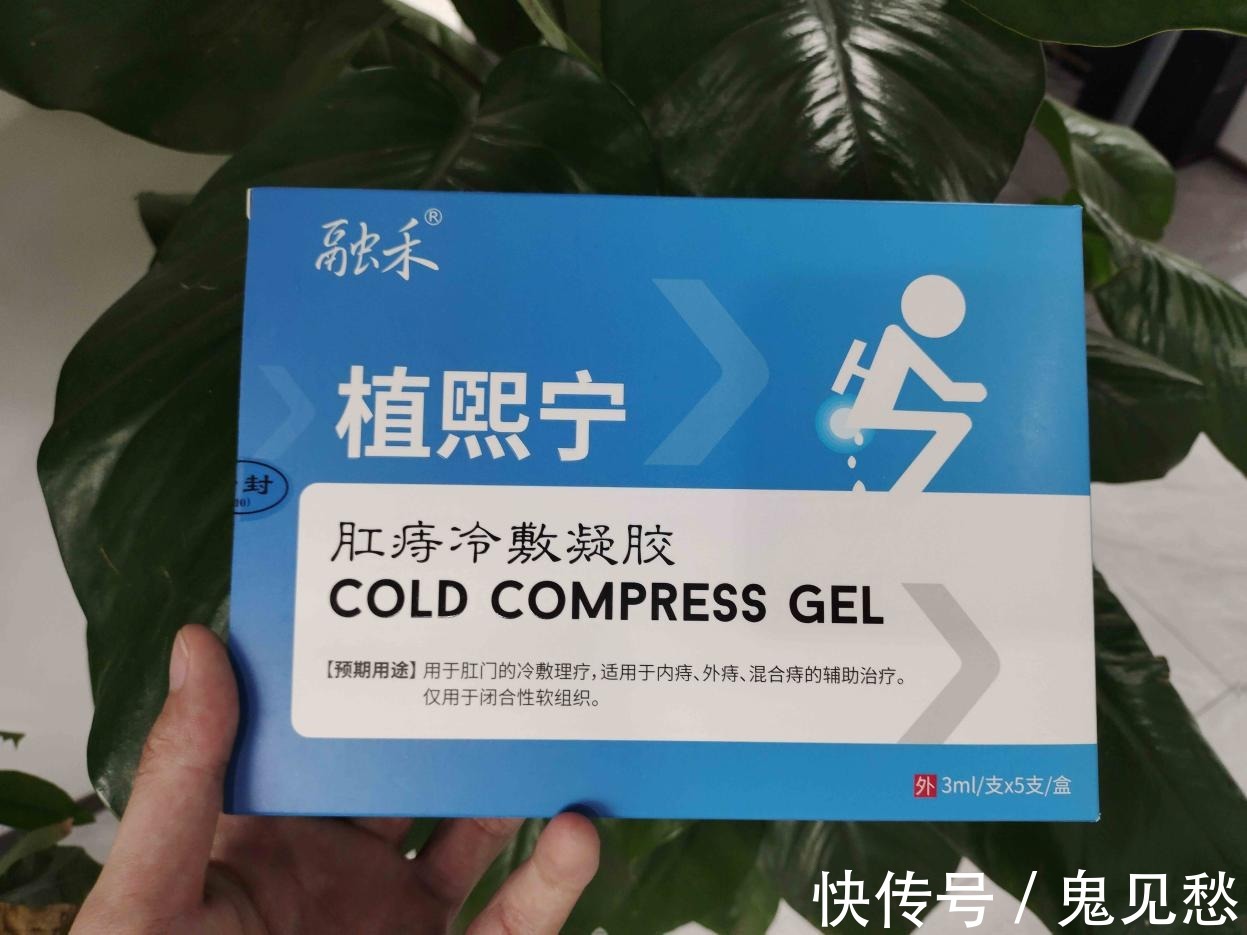 融禾®
植熙宁
封
肛痔冷敷凝胶
COLD COMPRESS GEL
【预期用途】用于肛门的冷敷理疗,适用于内痔、外痔、混合痔的辅助治疗。
仅用于闭合性软组织。
外 3ml/支x5支/盒
快传号 / 鬼见愁